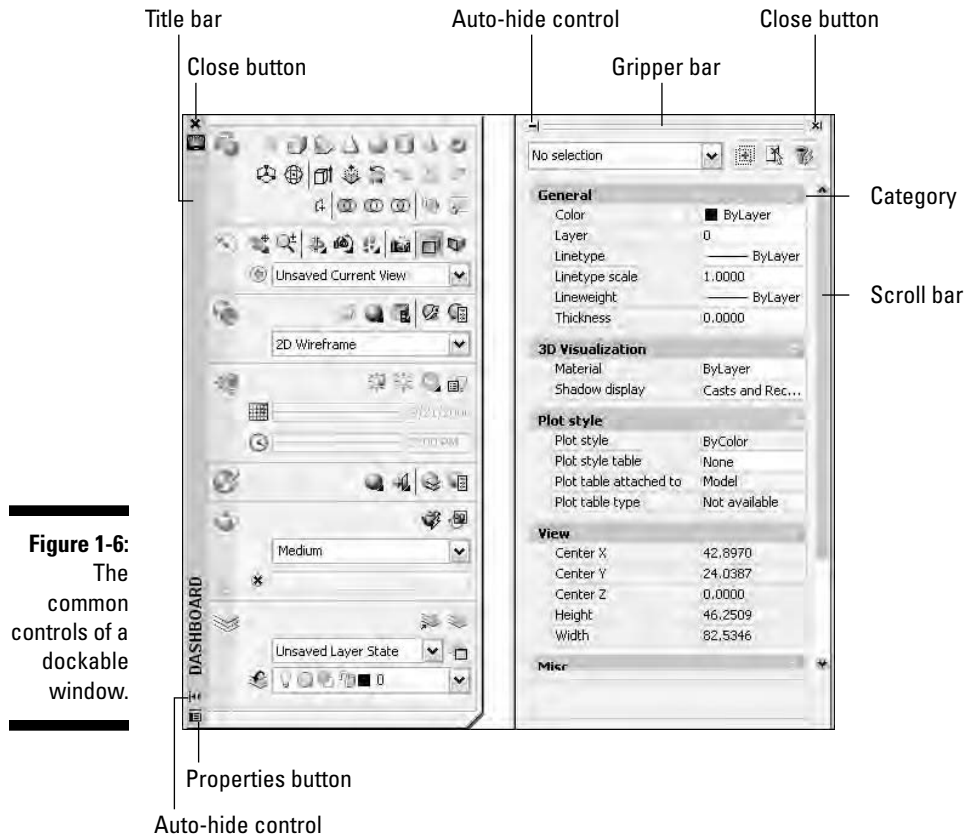 Title bar
Auto-hide control
Close button
Close button
Gripper bar
No selection
General
Color ByLayer
Layer 0
Linetype ByLayer
Linetype scale 1.0000
Lineweight ByLayer
Thickness 0.0000
3D Visualization
Material ByLayer
Shadow display Casts and Rec...
Plot style
Plot style ByColor
Plot style table None
Plot table attached to Model
Plot table type Not available
View
Center X 42.8970
Center Y 24.0387
Center Z 0.0000
Height 46.2509
Width 82.5346
Misc
Category
Scroll bar
Unsaved Current View
2D Wireframe
Medium
Unsaved Layer State
0
DASHBOARD
Figure 1-6:
The
common
controls of a
dockable
window.
Properties button
Auto-hide control